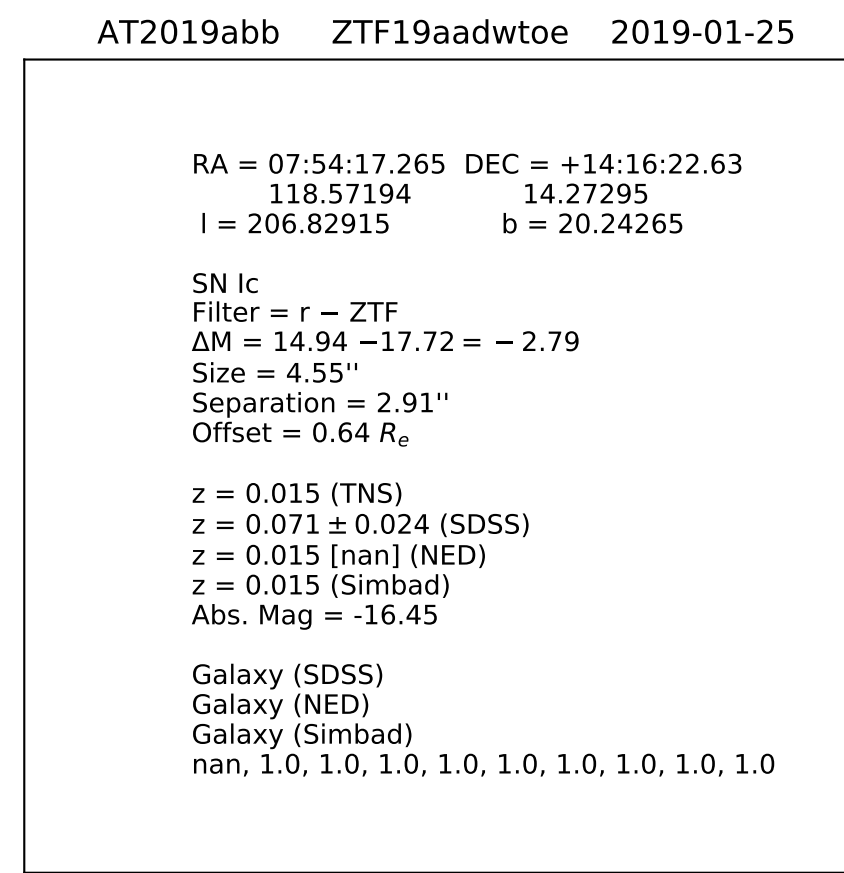 AT2019abb ZTF19aadwtoe 2019-01-25
RA = 07:54:17.265 DEC = +14:16:22.63
118.57194 14.27295
l = 206.82915 b = 20.24265
SN Ic
Filter = r − ZTF
ΔM = 14.94 −17.72 = − 2.79
Size = 4.55''
Separation = 2.91''
Offset = 0.64 Rₑ
z = 0.015 (TNS)
z = 0.071 ± 0.024 (SDSS)
z = 0.015 [nan] (NED)
z = 0.015 (Simbad)
Abs. Mag = -16.45
Galaxy (SDSS)
Galaxy (NED)
Galaxy (Simbad)
nan, 1.0, 1.0, 1.0, 1.0, 1.0, 1.0, 1.0, 1.0, 1.0